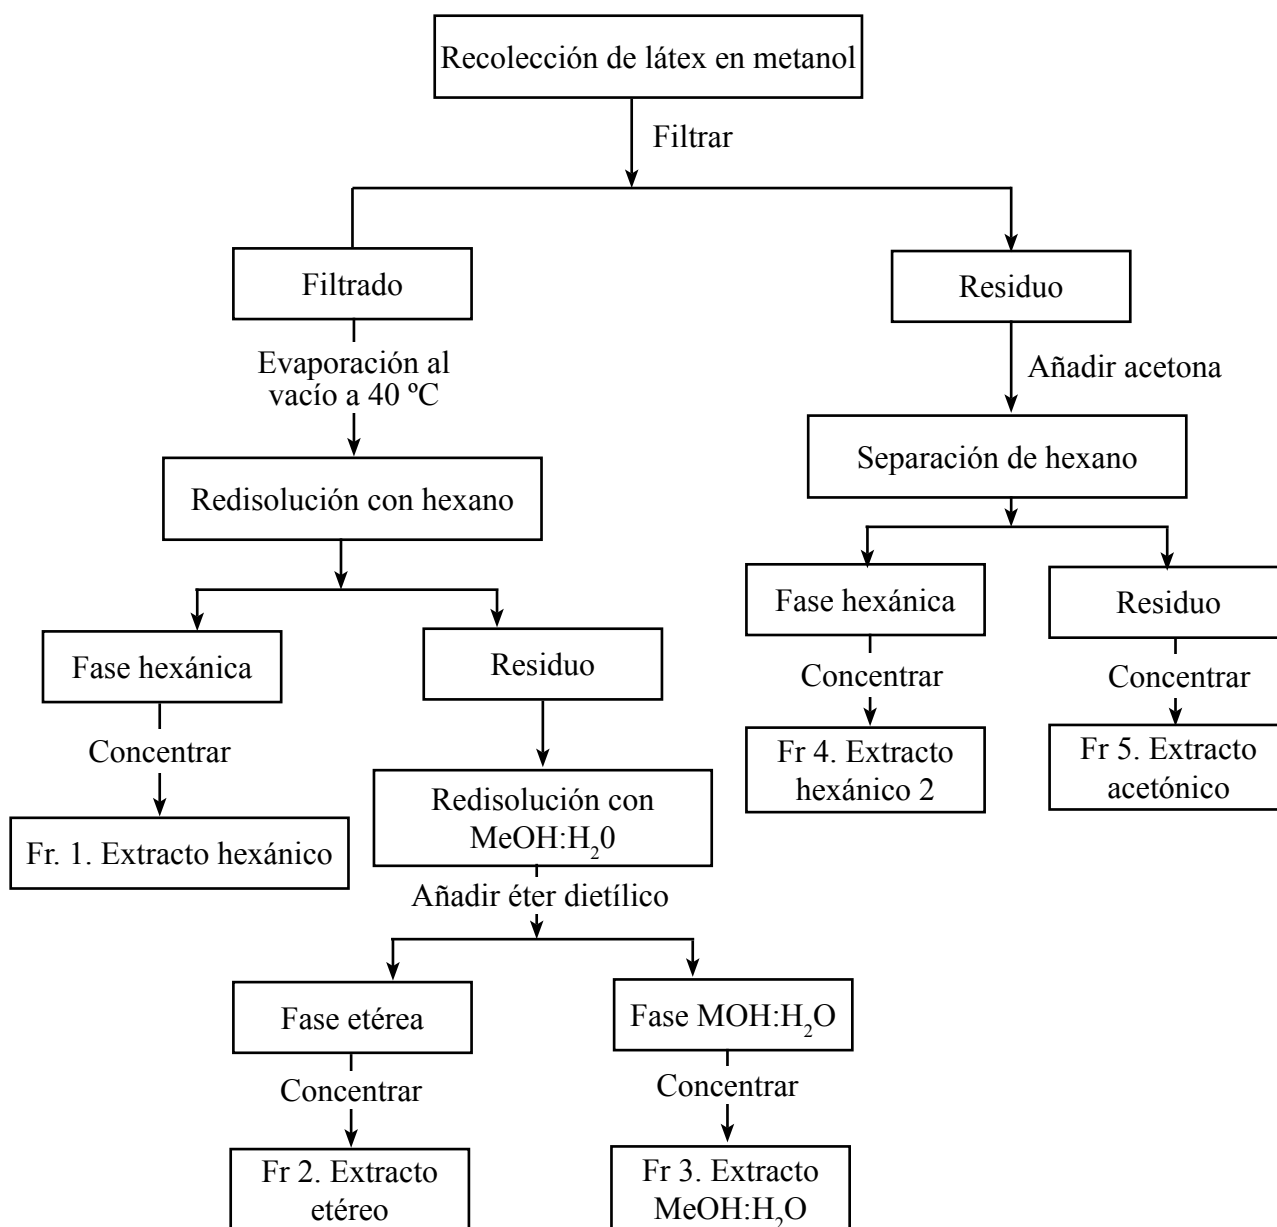 Recolección de látex en metanol
Filtrar
Filtrado
Residuo
Evaporación al
vacío a 40 ºC
Añadir acetona
Redisolución con hexano
Separación de hexano
Fase hexánica
Residuo
Fase hexánica
Residuo
Concentrar
Concentrar
Concentrar
Fr 4. Extracto
hexánico 2
Fr 5. Extracto
acetónico
Redisolución con
MeOH:H₂0
Fr. 1. Extracto hexánico
Añadir éter dietílico
Fase etérea
Fase MOH:H₂O
Concentrar
Concentrar
Fr 2. Extracto
etéreo
Fr 3. Extracto
MeOH:H₂O